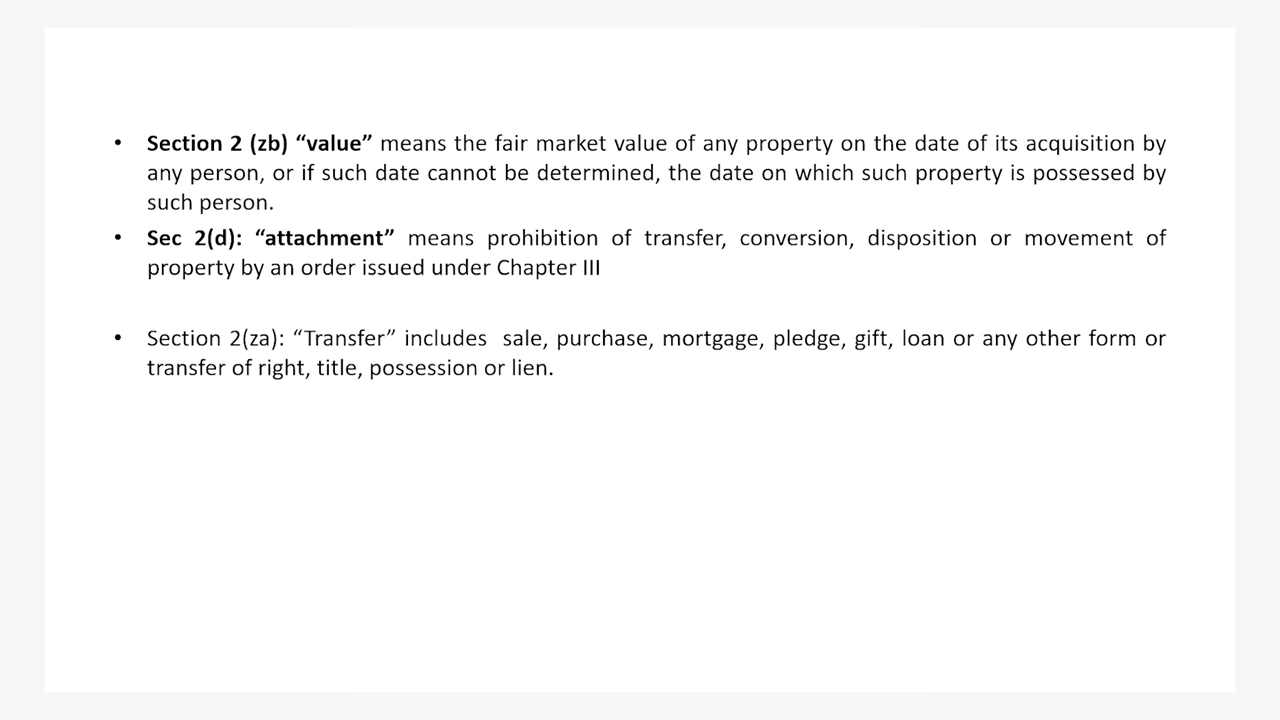 • Section 2 (zb) “value” means the fair market value of any property on the date of its acquisition by
any person, or if such date cannot be determined, the date on which such property is possessed by
such person.
• Sec 2(d): “attachment” means prohibition of transfer, conversion, disposition or movement of
property by an order issued under Chapter III
• Section 2(za): “Transfer” includes  sale, purchase, mortgage, pledge, gift, loan or any other form or
transfer of right, title, possession or lien.